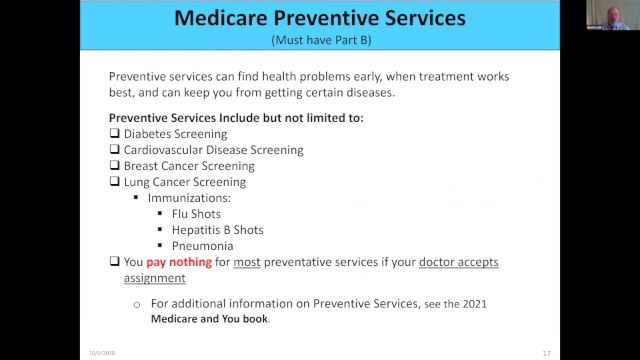 Medicare Preventive Services
(Must have Part B)
Preventive services can find health problems early, when treatment works
best, and can keep you from getting certain diseases.
Preventive Services Include but not limited to:
Diabetes Screening
Cardiovascular Disease Screening
Breast Cancer Screening
Lung Cancer Screening
Immunizations:
Flu Shots
Hepatitis B Shots
Pneumonia
You pay nothing for most preventative services if your doctor accepts
assignment
For additional information on Preventive Services, see the 2021
Medicare and You book.
10/5/2020
17